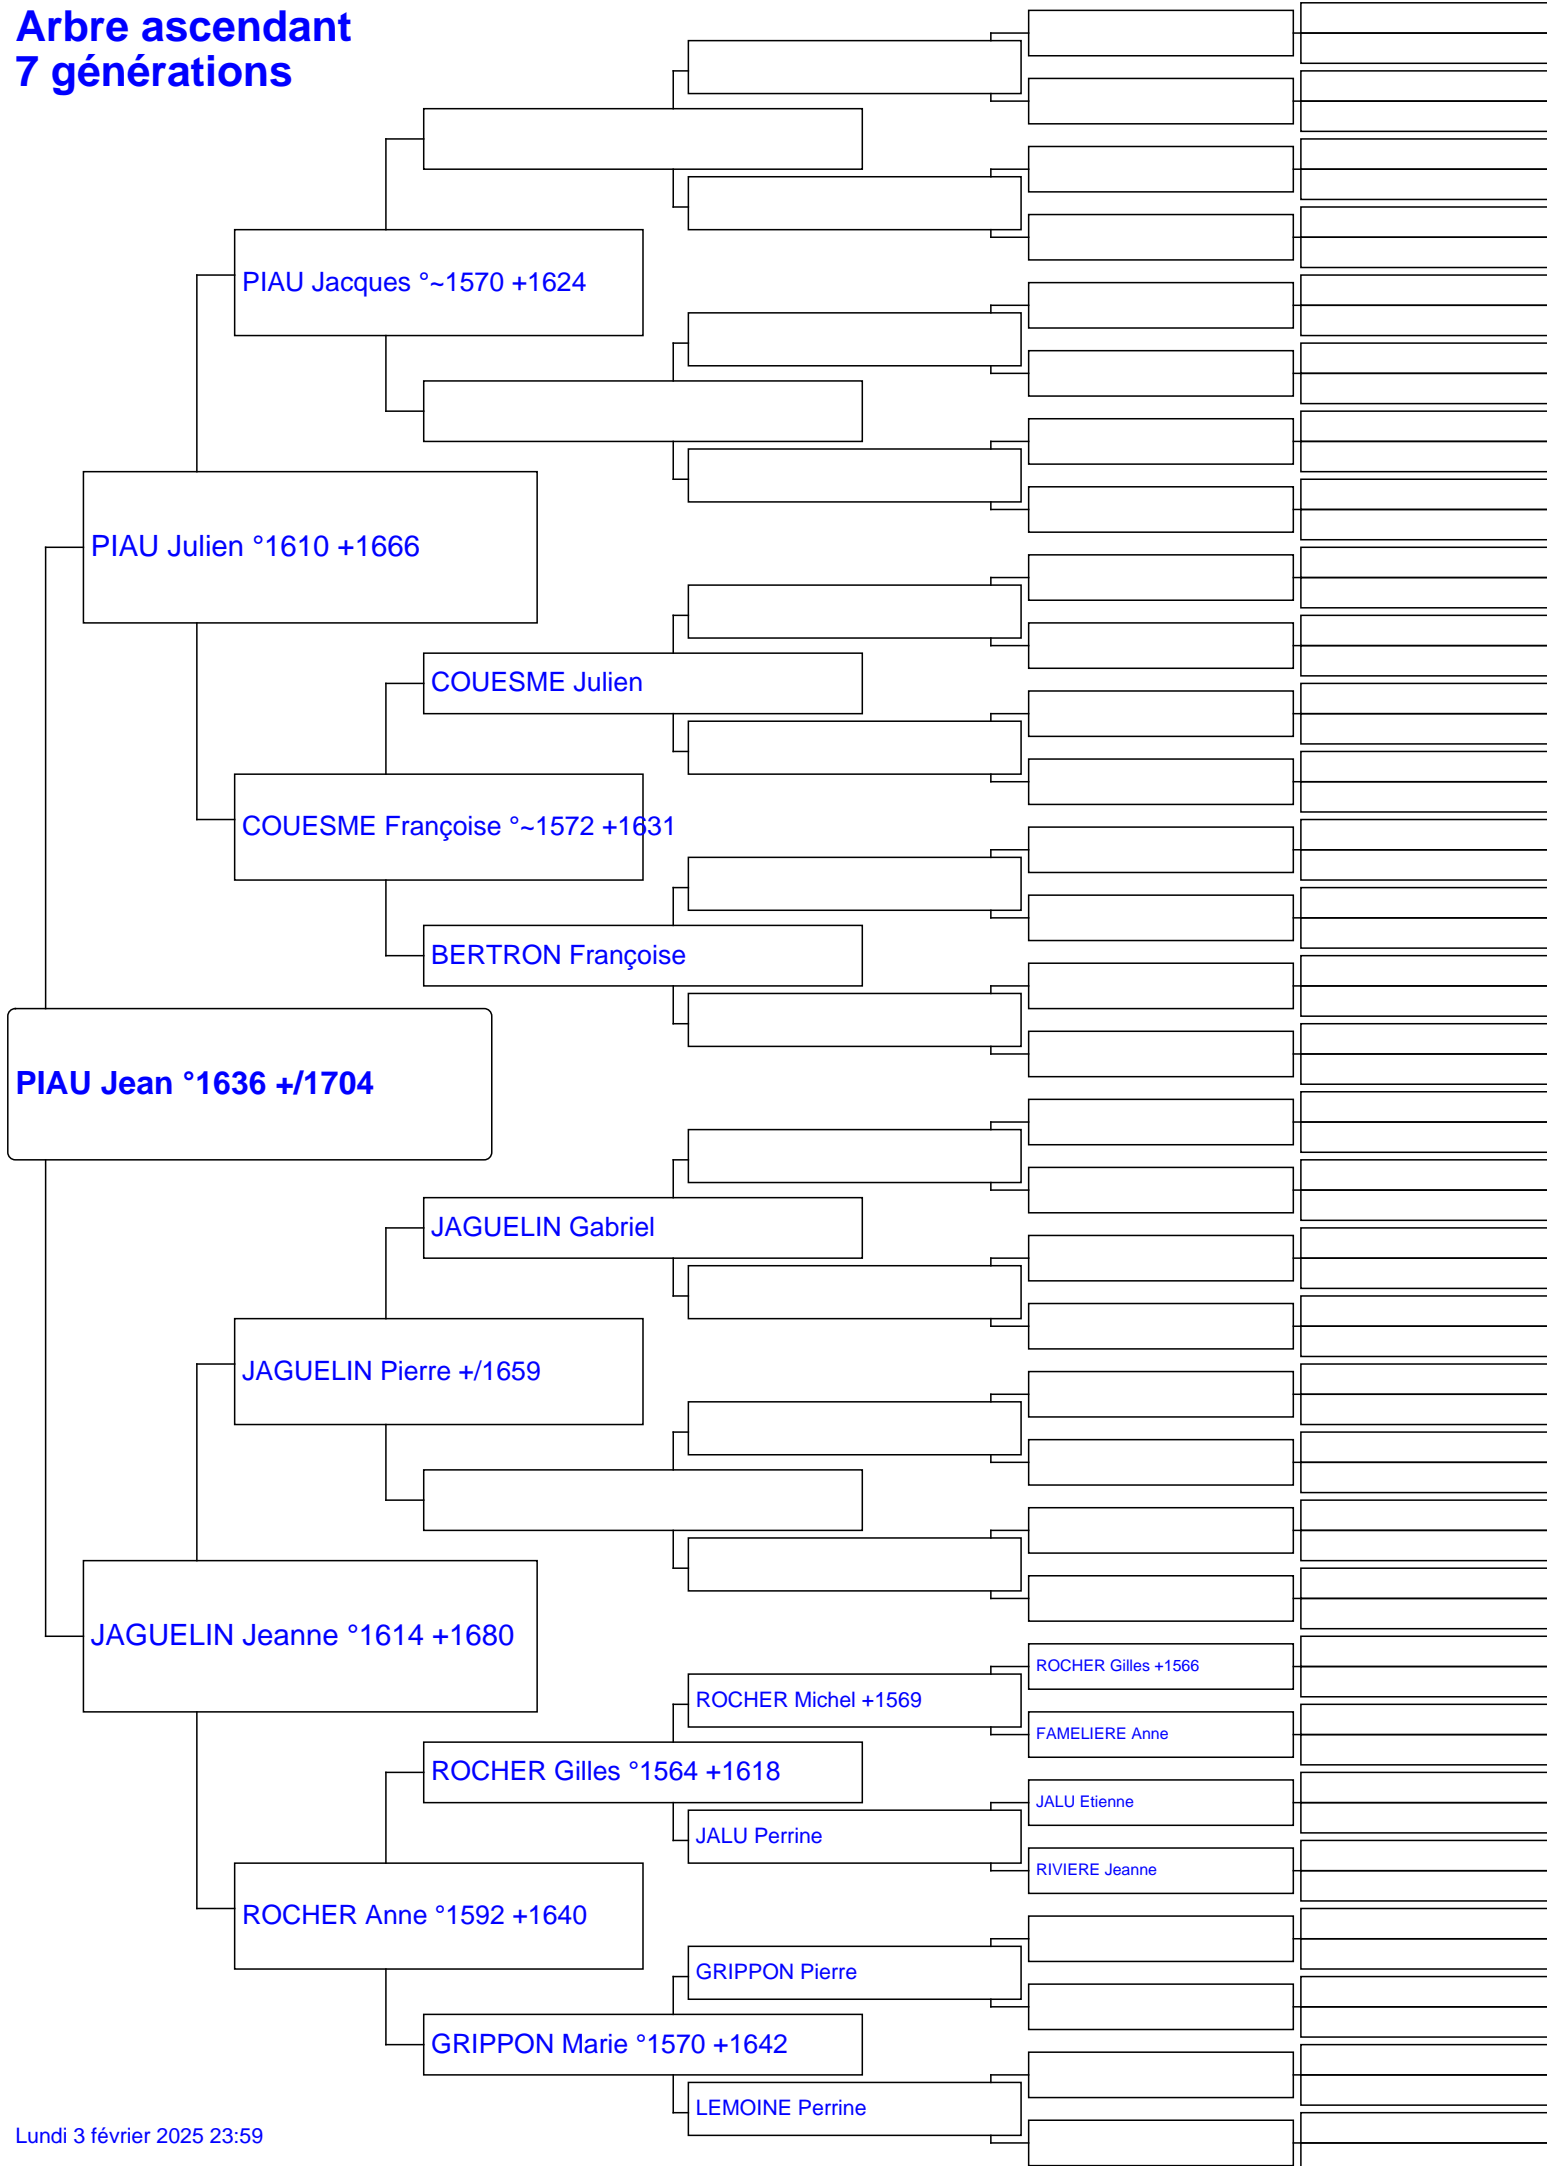 Arbre ascendant
7 générations
PIAU Jacques °~1570 +1624
PIAU Julien °1610 +1666
COUESME Julien
COUESME Françoise °~1572 +1631
BERTRON Françoise
PIAU Jean °1636 +/1704
JAGUELIN Gabriel
JAGUELIN Pierre +/1659
JAGUELIN Jeanne °1614 +1680
ROCHER Gilles +1566
ROCHER Michel +1569
FAMELIERE Anne
ROCHER Gilles °1564 +1618
JALU Etienne
JALU Perrine
RIVIERE Jeanne
ROCHER Anne °1592 +1640
GRIPPON Pierre
GRIPPON Marie °1570 +1642
LEMOINE Perrine
Lundi 3 février 2025 23:59